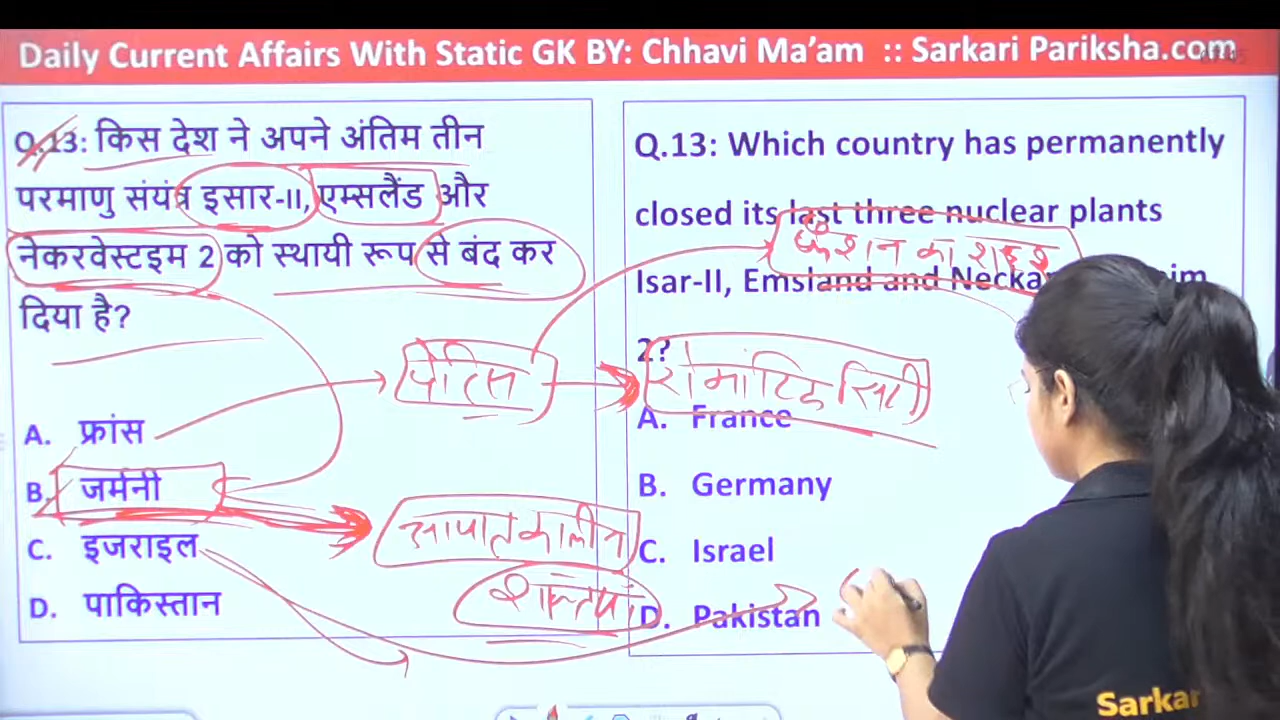 Daily Current Affairs With Static GK BY: Chhavi Ma’am :: Sarkari Pariksha.com
Q.13: किस देश ने अपने अंतिम तीन
परमाणु संयंत्र इसार-II, एम्सलैंड और
नेकरवेस्टइम 2 को स्थायी रूप से बंद कर
दिया है?
A. फ्रांस
B. जर्मनी
C. इजराइल
D. पाकिस्तान
Q.13: Which country has permanently
closed its last three nuclear plants
Isar-II, Emsland and
2?
A. France
B. Germany
C. Israel
D. Pakistan
फैशन का शहर
पेरिस
रोमांटिक सिटी
आपातकालीन
शक्तियां
Sarkar